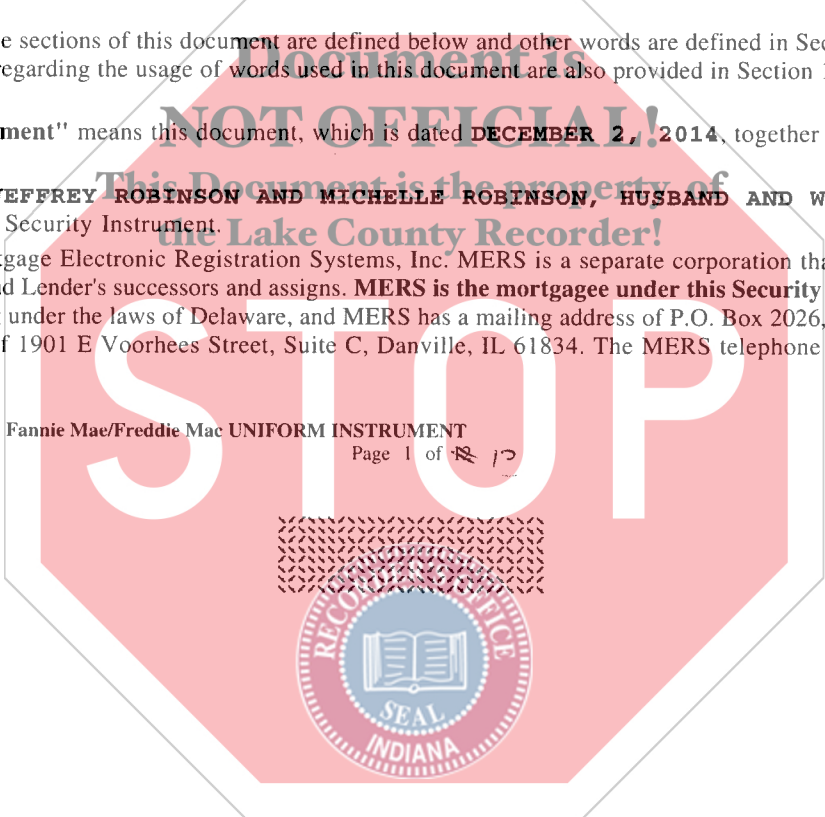 e sections of this document are defined below and other words are defined in Sec
regarding the usage of words used in this document are also provided in Section 1
Document is
NOT OFFICIAL!
ment" means this document, which is dated DECEMBER 2, 2014, together
This Document is the property of
the Lake County Recorder!
JEFFREY ROBINSON AND MICHELLE ROBINSON, HUSBAND AND W
Security Instrument.
gage Electronic Registration Systems, Inc. MERS is a separate corporation tha
d Lender's successors and assigns. MERS is the mortgagee under this Security
under the laws of Delaware, and MERS has a mailing address of P.O. Box 2026,
f 1901 E Voorhees Street, Suite C, Danville, IL 61834. The MERS telephone
STOP
Fannie Mae/Freddie Mac UNIFORM INSTRUMENT
Page 1 of
RECORDER'S OFFICE
SEAL
INDIANA